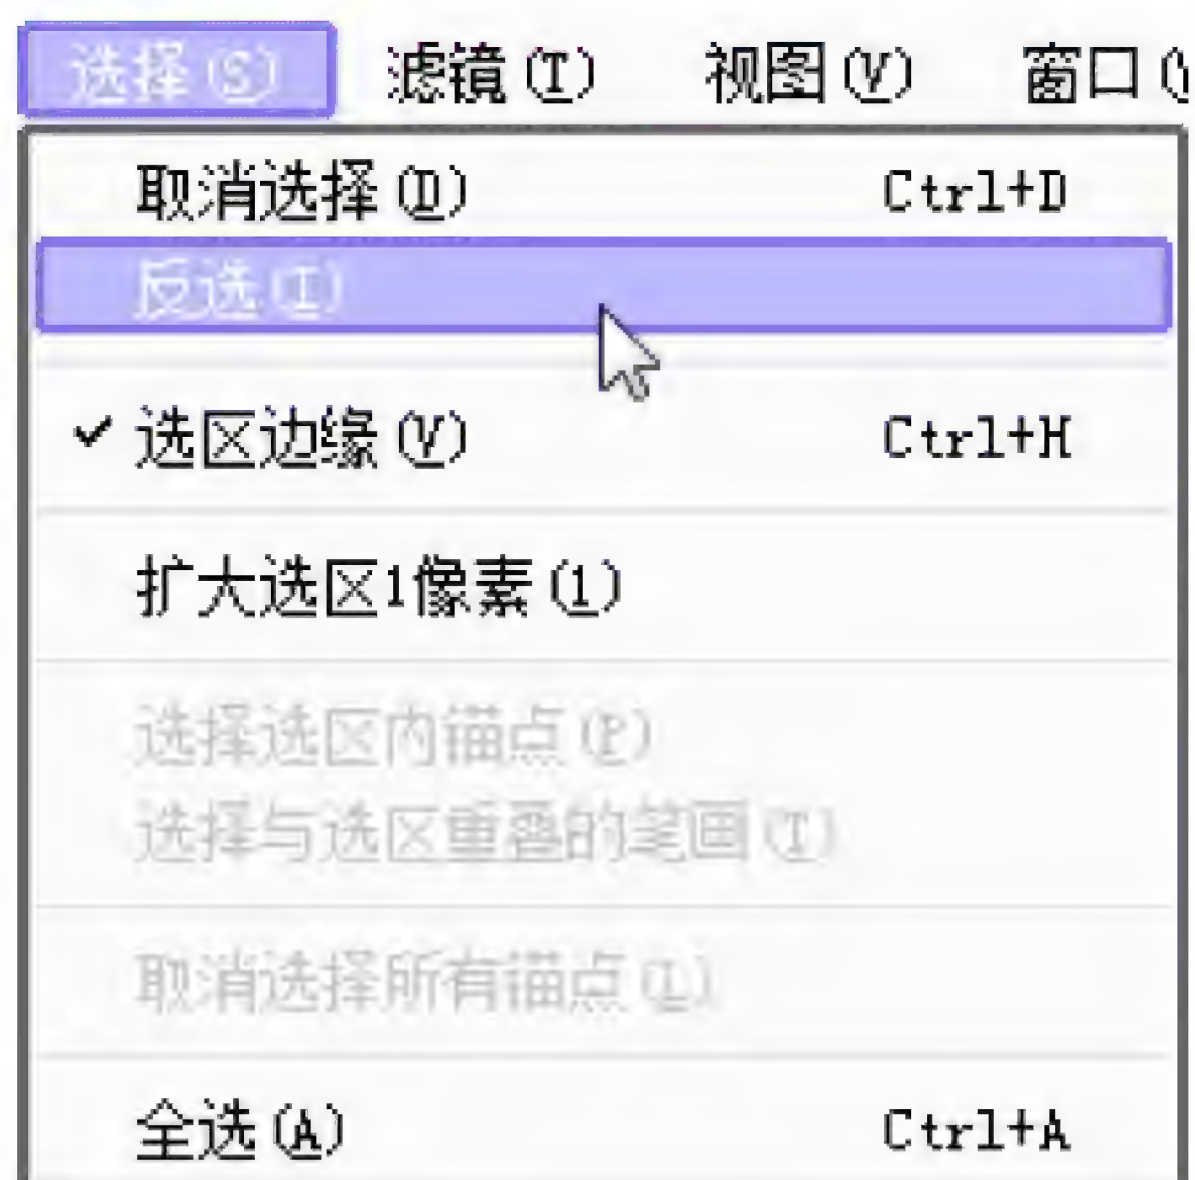 选择(S) 滤镜(T) 视图(V) 窗口(
取消选择(D) Ctrl+D
反选(I)
✓ 选区边缘(V) Ctrl+H
扩大选区1像素(1)
选择选区内锚点(P)
选择与选区重叠的笔画(T)
取消选择所有锚点(L)
全选(A) Ctrl+A